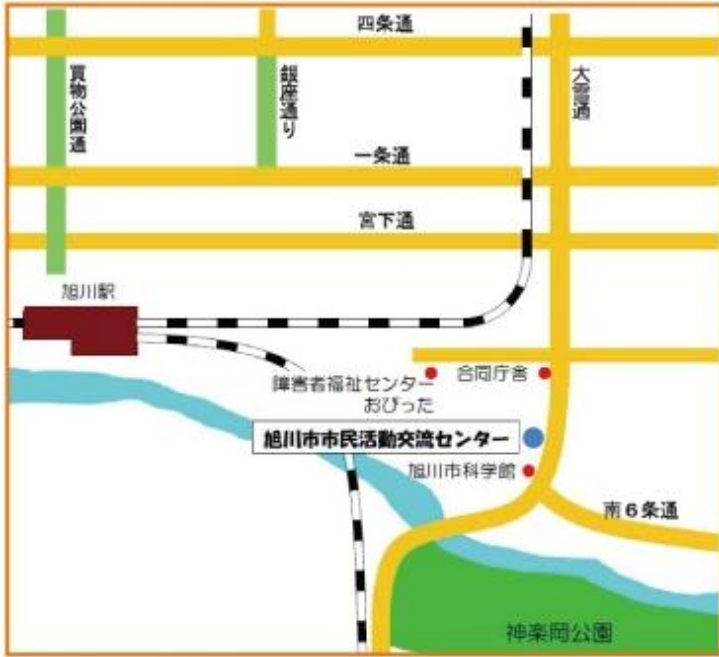 四条通
買物公園通
銀座通り
大雪通
一条通
宮下通
旭川駅
合同庁舎
障害者福祉センター
おぴった
旭川市市民活動交流センター
旭川市科学館
南6条通
神楽岡公園